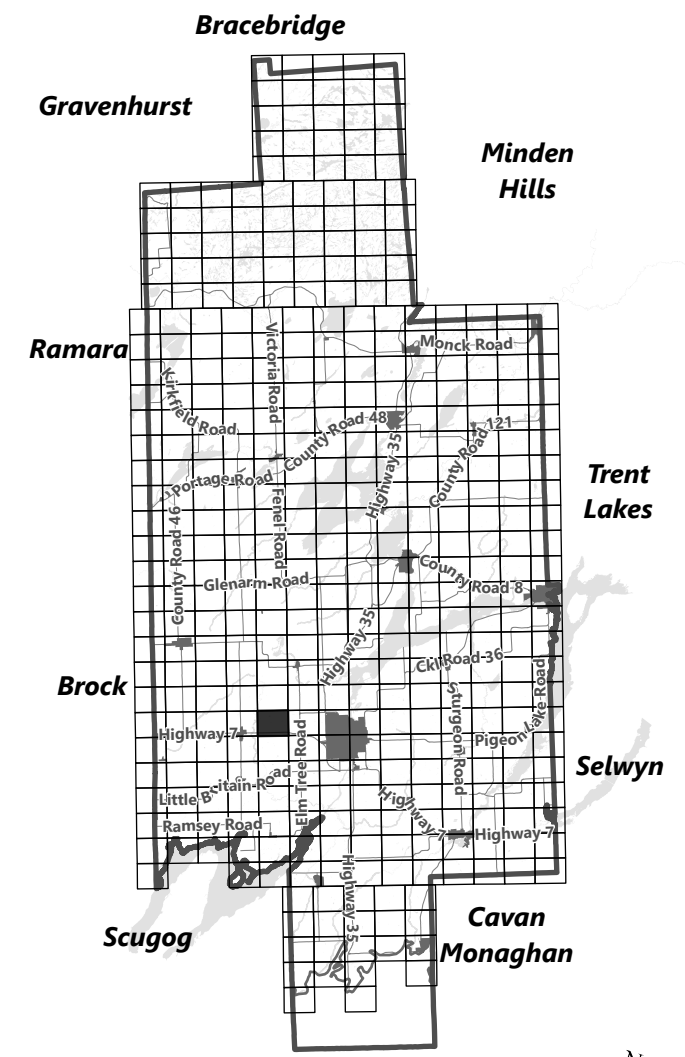 Bracebridge
Gravenhurst
Minden
Hills
Ramara
Victoria Road
Monck Road
Kirkfield Road
County Road 48
Highway 35
County Road 121
Portage Road
Trent
Lakes
County Road 46
Fenel Road
Glenarm Road
County Road 8
Highway 35
Ckl Road 36
Brock
Sturgeon Road
Pigeon Lake Road
Highway 7
Elm Tree Road
Selwyn
Little Britain Road
Highway 7
Highway 7
Ramsey Road
Highway 35
Scugog
Cavan
Monaghan
N